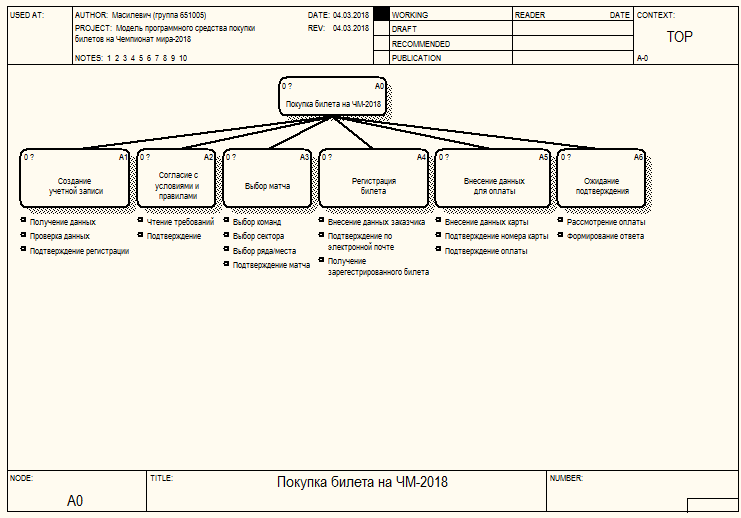 USED AT:
AUTHOR: Масилевич (группа 651005)
DATE: 04.03.2018
PROJECT: Модель программного средства покупки
билетов на Чемпионат мира-2018
REV: 04.03.2018
NOTES: 1 2 3 4 5 6 7 8 9 10
WORKING
DRAFT
RECOMMENDED
PUBLICATION
READER DATE
CONTEXT:
TOP
A-0
0 ? A0
Покупка билета на ЧМ-2018
0 ? A1
Создание
учетной записи
Получение данных
Проверка данных
Подтверждение регистрации
0 ? A2
Согласие с
условиями и
правилами
Чтение требований
Подтверждение
0 ? A3
Выбор матча
Выбор команд
Выбор сектора
Выбор ряда/места
Подтверждение матча
0 ? A4
Регистрация
билета
Внесение данных заказчика
Подтверждение по
электронной почте
Получение
зарегестрированного билета
0 ? A5
Внесение данных
для оплаты
Внесение данных карты
Подтверждение номера карты
Подтверждение оплаты
0 ? A6
Ожидание
подтверждения
Рассмотрение оплаты
Формирование ответа
NODE:
A0
TITLE:
Покупка билета на ЧМ-2018
NUMBER: